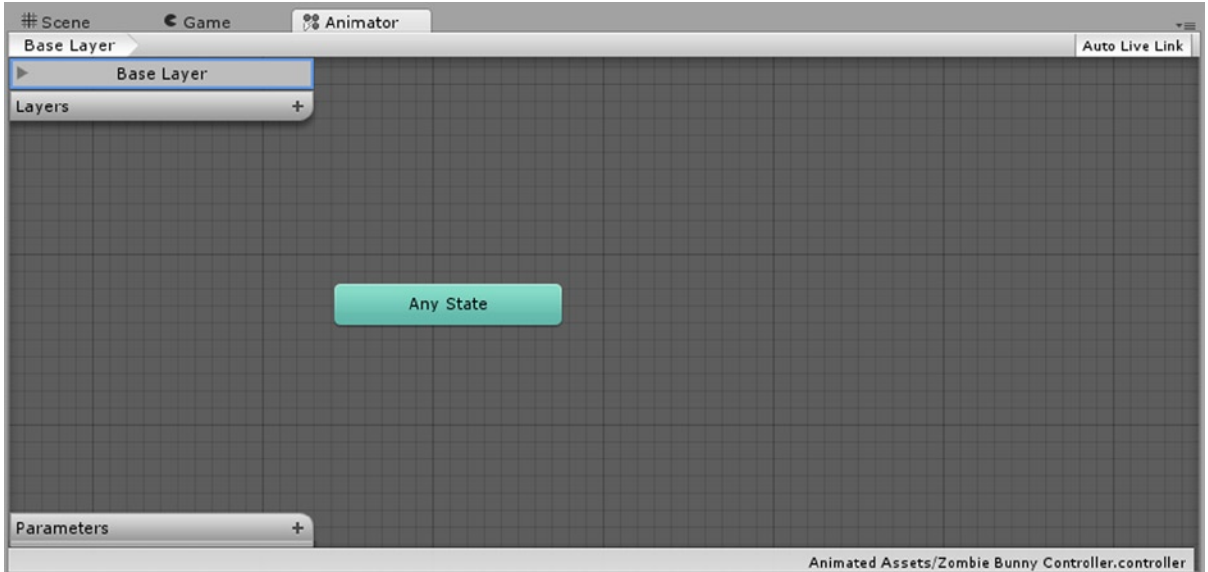 Scene Game Animator
Base Layer Auto Live Link
Base Layer
Layers +
Any State
Parameters +
Animated Assets/Zombie Bunny Controller.controller